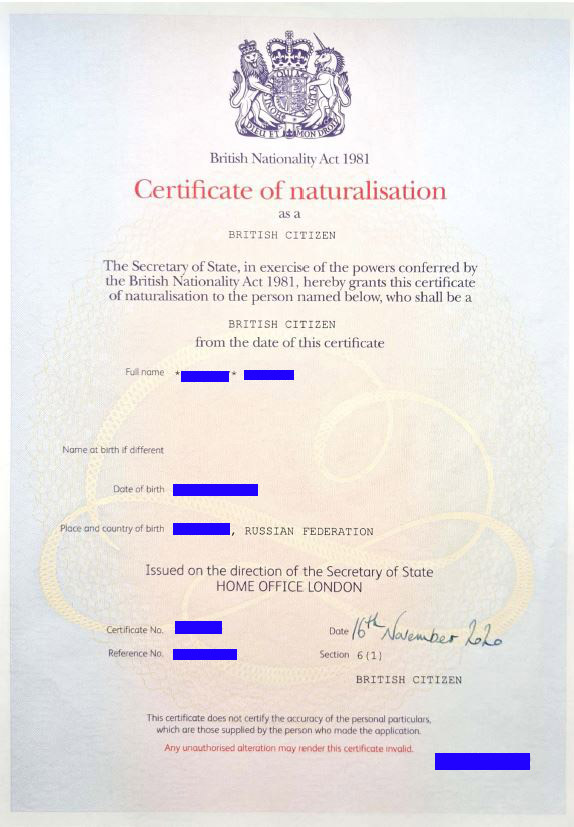 DIEU ET MON DROIT
British Nationality Act 1981
Certificate of naturalisation
as a
BRITISH CITIZEN
The Secretary of State, in exercise of the powers conferred by
the British Nationality Act 1981, hereby grants this certificate
of naturalisation to the person named below, who shall be a
BRITISH CITIZEN
from the date of this certificate
Full name * *
Name at birth if different
Date of birth
Place and country of birth , RUSSIAN FEDERATION
Issued on the direction of the Secretary of State
HOME OFFICE LONDON
Certificate No. Date 16th November 2020
Reference No. Section 6(1)
BRITISH CITIZEN
This certificate does not certify the accuracy of the personal particulars,
which are those supplied by the person who made the application.
Any unauthorised alteration may render this certificate invalid.